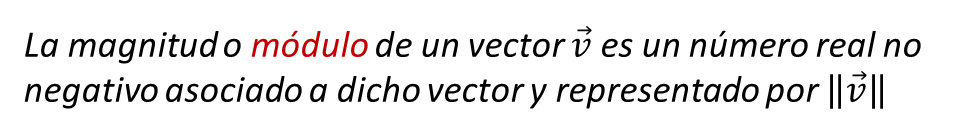 La magnitud o módulo de un vector v⃗ es un número real no
negativo asociado a dicho vector y representado por ‖v⃗‖